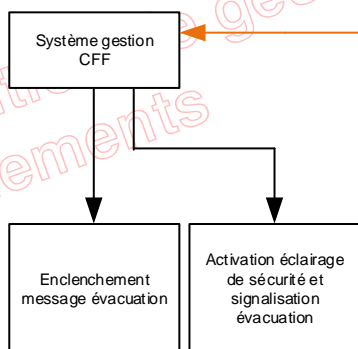 Système gestion
CFF
Enclenchement
message évacuation
Activation éclairage
de sécurité et
signalisation
évacuation